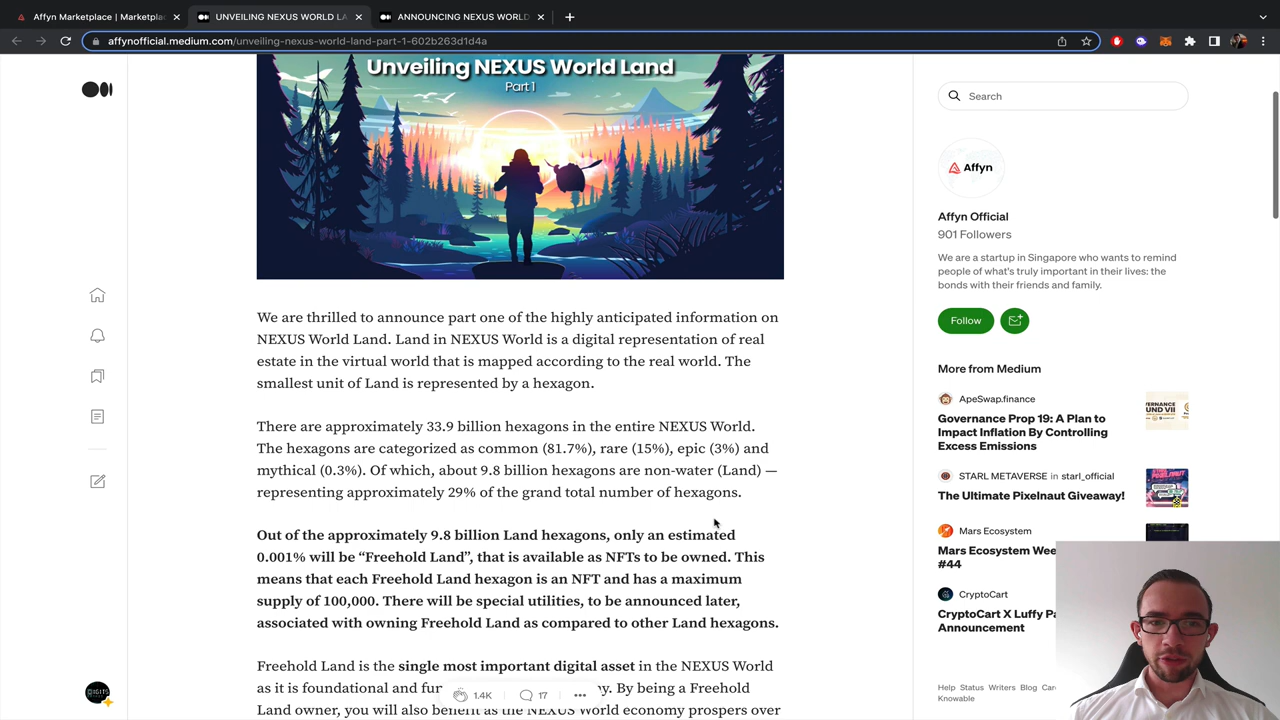 Affyn Marketplace | Marketplac
UNVEILING NEXUS WORLD LA
ANNOUNCING NEXUS WORLD
affynofficial.medium.com/unveiling-nexus-world-land-part-1-602b263d1d4a
Unveiling NEXUS World Land
Part 1
We are thrilled to announce part one of the highly anticipated information on
NEXUS World Land. Land in NEXUS World is a digital representation of real
estate in the virtual world that is mapped according to the real world. The
smallest unit of Land is represented by a hexagon.
There are approximately 33.9 billion hexagons in the entire NEXUS World.
The hexagons are categorized as common (81.7%), rare (15%), epic (3%) and
mythical (0.3%). Of which, about 9.8 billion hexagons are non-water (Land) —
representing approximately 29% of the grand total number of hexagons.
Out of the approximately 9.8 billion Land hexagons, only an estimated
0.001% will be “Freehold Land”, that is available as NFTs to be owned. This
means that each Freehold Land hexagon is an NFT and has a maximum
supply of 100,000. There will be special utilities, to be announced later,
associated with owning Freehold Land as compared to other Land hexagons.
Freehold Land is the single most important digital asset in the NEXUS World
as it is foundational and fun
y. By being a Freehold
1.4K
17
Land owner, you will also benefit as the NEXUS World economy prospers over
Search
Affyn
Affyn Official
901 Followers
We are a startup in Singapore who wants to remind
people of what's truly important in their lives: the
bonds with their friends and family.
Follow
More from Medium
ApeSwap.finance
Governance Prop 19: A Plan to
Impact Inflation By Controlling
Excess Emissions
STARL METAVERSE in starl_official
The Ultimate Pixelnaut Giveaway!
Mars Ecosystem
Mars Ecosystem Wee
#44
CryptoCart
CryptoCart X Luffy Pa
Announcement
Help Status Writers Blog Car
Knowable